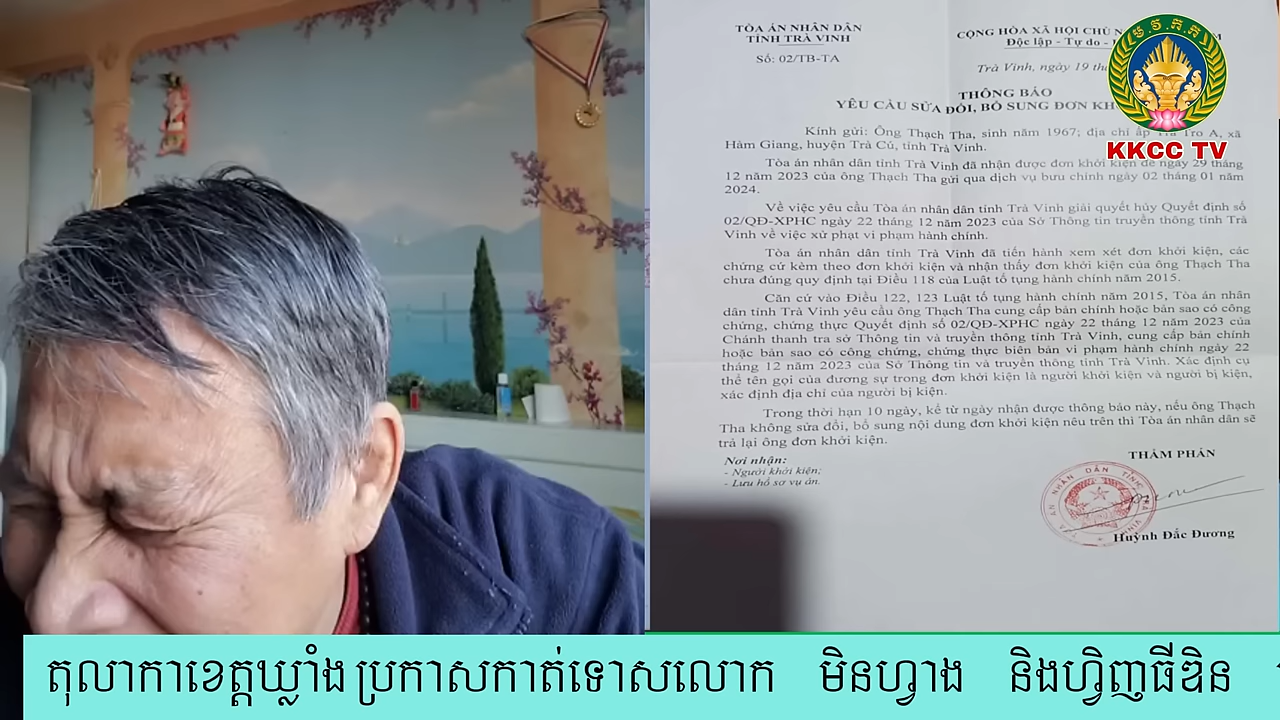 TÒA ÁN NHÂN DÂN
TỈNH TRÀ VINH
Số: 02/TB-TA
CỘNG HÒA XÃ HỘI CHỦ
Độc lập - Tự do -
Trà Vinh, ngày 19
THÔNG BÁO
YÊU CẦU SỬA ĐỔI, BỔ SUNG ĐƠN
Kính gửi: Ông Thạch Tha, sinh năm 1967; địa chỉ ấp Trà Tro A, xã
Hàm Giang, huyện Trà Cú, tỉnh Trà Vinh.
Tòa án nhân dân tỉnh Trà Vinh đã nhận được đơn khởi kiện đề ngày 29 tháng
12 năm 2023 của ông Thạch Tha gửi qua dịch vụ bưu chính ngày 02 tháng 01 năm
2024.
Về việc yêu cầu Tòa án nhân dân tỉnh Trà Vinh giải quyết hủy Quyết định số
02/QĐ-XPHC ngày 22 tháng 12 năm 2023 của Sở Thông tin truyền thông tỉnh Trà
Vinh về việc xử phạt vi phạm hành chính.
Tòa án nhân dân tỉnh Trà Vinh đã tiến hành xem xét đơn khởi kiện, các
chứng cứ kèm theo đơn khởi kiện và nhận thấy đơn khởi kiện của ông Thạch Tha
chưa đúng quy định tại Điều 118 của Luật tố tụng hành chính năm 2015.
Căn cứ vào Điều 122, 123 Luật tố tụng hành chính năm 2015, Tòa án nhân
dân tỉnh Trà Vinh yêu cầu ông Thạch Tha cung cấp bản chính hoặc bản sao có công
chứng, chứng thực Quyết định số 02/QĐ-XPHC ngày 22 tháng 12 năm 2023 của
Chánh thanh tra sở Thông tin và truyền thông tỉnh Trà Vinh, cung cấp bản chính
hoặc bản sao có công chứng, chứng thực biên bản vi phạm hành chính ngày 22
tháng 12 năm 2023 của Sở Thông tin và truyền thông tỉnh Trà Vinh. Xác định cụ
thể tên gọi của đương sự trong đơn khởi kiện là người khởi kiện và người bị kiện,
xác định địa chỉ của người bị kiện.
Trong thời hạn 10 ngày, kể từ ngày nhận được thông báo này, nếu ông Thạch
Tha không sửa đổi, bổ sung nội dung đơn khởi kiện nêu trên thì Tòa án nhân dân sẽ
trả lại ông đơn khởi kiện.
Nơi nhận:
- Người khởi kiện;
- Lưu hồ sơ vụ án.
THẨM PHÁN
Huỳnh Đắc Dương
KKCC TV
តុលាកាខេត្តឃ្លាំង ប្រកាសកាត់ទោសលោក មិនហ្វាង និងហ្វិញធីឌិន